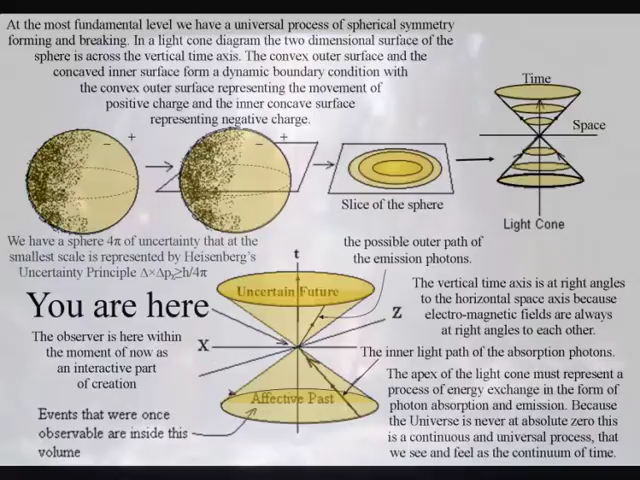 At the most fundamental level we have a universal process of spherical symmetry
forming and breaking. In a light cone diagram the two dimensional surface of the
sphere is across the vertical time axis. The convex outer surface and the
concaved inner surface form a dynamic boundary condition with
the convex outer surface representing the movement of
positive charge and the inner concave surface
representing negative charge.
Time
Space
− +
− +
Slice of the sphere
Light Cone
We have a sphere 4π of uncertainty that at the
smallest scale is represented by Heisenberg's
Uncertainty Principle
the possible outer path of
the emission photons.
t
Uncertain Future
You are here
Z
X
The vertical time axis is at right angles
to the horizontal space axis because
electro-magnetic fields are always
at right angles to each other.
The observer is here within
the moment of now as
an interactive part
of creation
The inner light path of the absorption photons.
Affective Past
Events that were once
observable are inside this
volume
The apex of the light cone must represent a
process of energy exchange in the form of
photon absorption and emission. Because
the Universe is never at absolute zero this
is a continuous and universal process, that
we see and feel as the continuum of time.